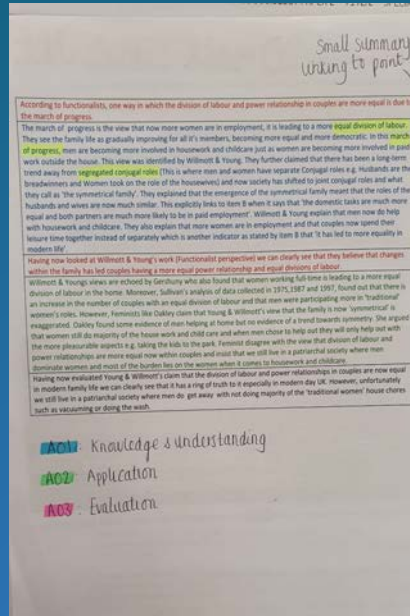 Small summary
linking to point
According to functionalists, one way in which the division of labour and power relationship in couples are more equal is due to
the march of progress.
The march of progress is the view that now more women are in employment, it is leading to a more equal division of labour.
They see the family life as gradually improving for all it's members, becoming more equal and more democratic. In this march
of progress, men are becoming more involved in housework and childcare just as women are becoming more involved in paid
work outside the house. This view was identified by Willmott & Young. They further claimed that there has been a long-term
trend away from segregated conjugal roles (This is where men and women have separate Conjugal roles e.g. Husbands are the
breadwinners and Women took on the role of the housewives) and now society has shifted to joint conjugal roles and what
they call as 'the symmetrical family'. They explained that the emergence of the symmetrical family meant that the roles of the
husbands and wives are now much similar. This explicitly links to item B when it says that 'the domestic tasks are much more
equal and both partners are much more likely to be in paid employment'. Willmott & Young explain that men now do help
with housework and childcare. They also explain that more women are in employment and that couples now spend their
leisure time together instead of separately which is another indicator as stated by item B that 'it has led to more equality in
modern life'.
Having now looked at Willmott & Young's work (Functionalist perspective) we can clearly see that they believe that changes
within the family has led couples having a more equal power relationship and equal divisions of labour.
Willmott & Youngs views are echoed by Gershuny who also found that women working full-time is leading to a more equal
division of labour in the home. Moreover, Sullivan's analysis of data collected in 1975,1987 and 1997, found out that there is
an increase in the number of couples with an equal division of labour and that men were participating more in 'traditional'
women's roles. However, Feminists like Oakley claim that Young & Willmott's view that the family is now 'symmetrical' is
exaggerated. Oakley found some evidence of men helping at home but no evidence of a trend towards symmetry. She argued
that women still do majority of the house work and child care and when men chose to help out they will only help out with
the more pleasurable aspects e.g. taking the kids to the park. Feminist disagree with the view that division of labour and
power relationships are more equal now within couples and insist that we still live in a patriarchal society where men
dominate women and most of the burden lies on the women when it comes to housework and childcare.
Having now evaluated Young & Willmott's claim that the division of labour and power relationships in couples are now equal
in modern family life we can clearly see that it has a ring of truth to it especially in modern day UK. However, unfortunately
we still live in a patriarchal society where men do get away with not doing majority of the 'traditional women' house chores
such as vacuuming or doing the wash.
A01: Knowledge & understanding
A02: Application
A03: Evaluation